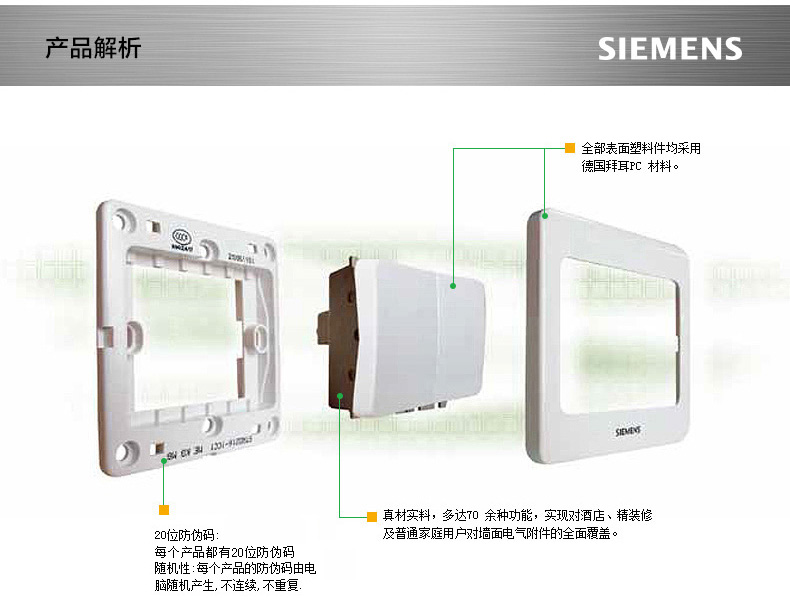 产品解析
SIEMENS
全部表面塑料件均采用
德国拜耳PC 材料。
SIEMENS
真材实料，多达70 余种功能，实现对酒店、精装修
及普通家庭用户对墙面电气附件的全面覆盖。
20位防伪码:
每个产品都有20位防伪码
随机性:每个产品的防伪码由电
脑随机产生,不连续,不重复.